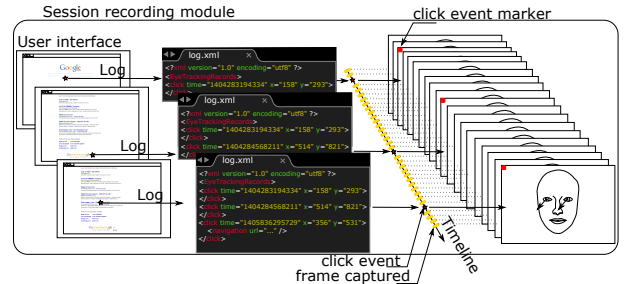 Session recording module
click event marker
User interface
Google
Log
log.xml
<?xml version="1.0" encoding="utf8" ?>
<EyeTrackingRecords>
<click time="1404283194334" x="158" y="293">
</click>
Log
log.xml
<?xml version="1.0" encoding="utf8" ?>
<EyeTrackingRecords>
<click time="1404283194334" x="158" y="293">
</click>
<click time="1404284568211" x="514" y="821">
</click>
Log
log.xml
<?xml version="1.0" encoding="utf8" ?>
<EyeTrackingRecords>
<click time="1404283194334" x="158" y="293">
</click>
<click time="1404284568211" x="514" y="821">
</click>
<click time="1405836295729" x="356" y="531">
<navigation url="..." />
</click>
Timeline
click event
frame captured